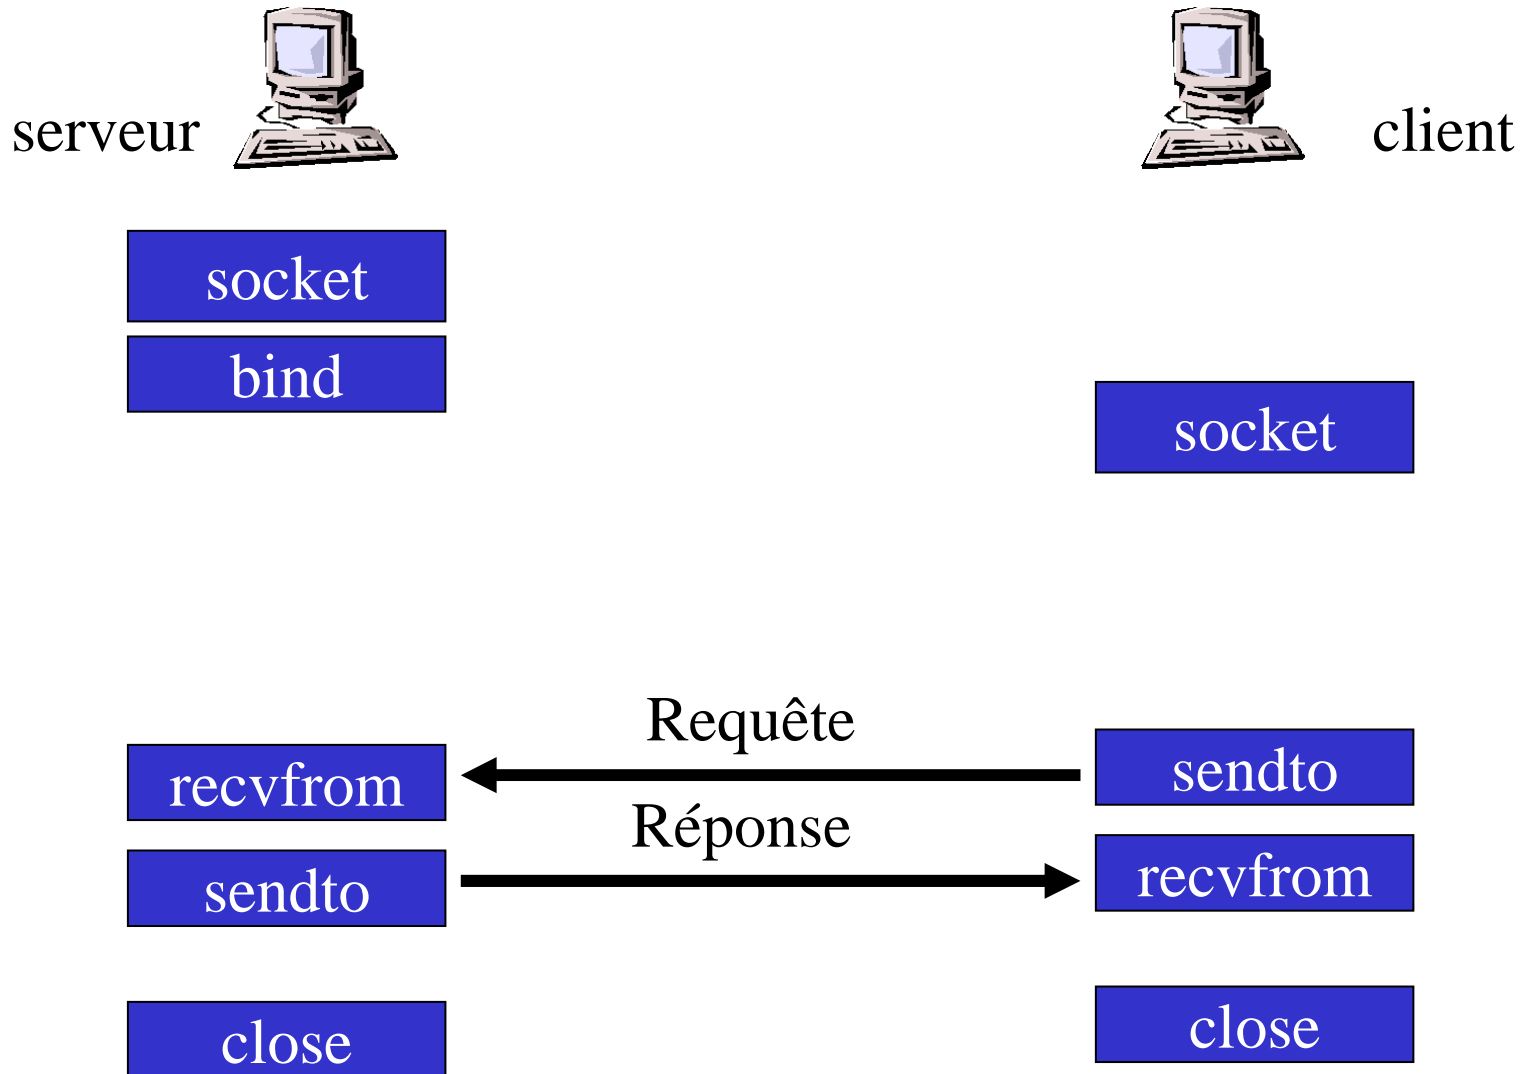 serveur
client
socket
bind
socket
Requête
recvfrom
sendto
Réponse
sendto
recvfrom
close
close